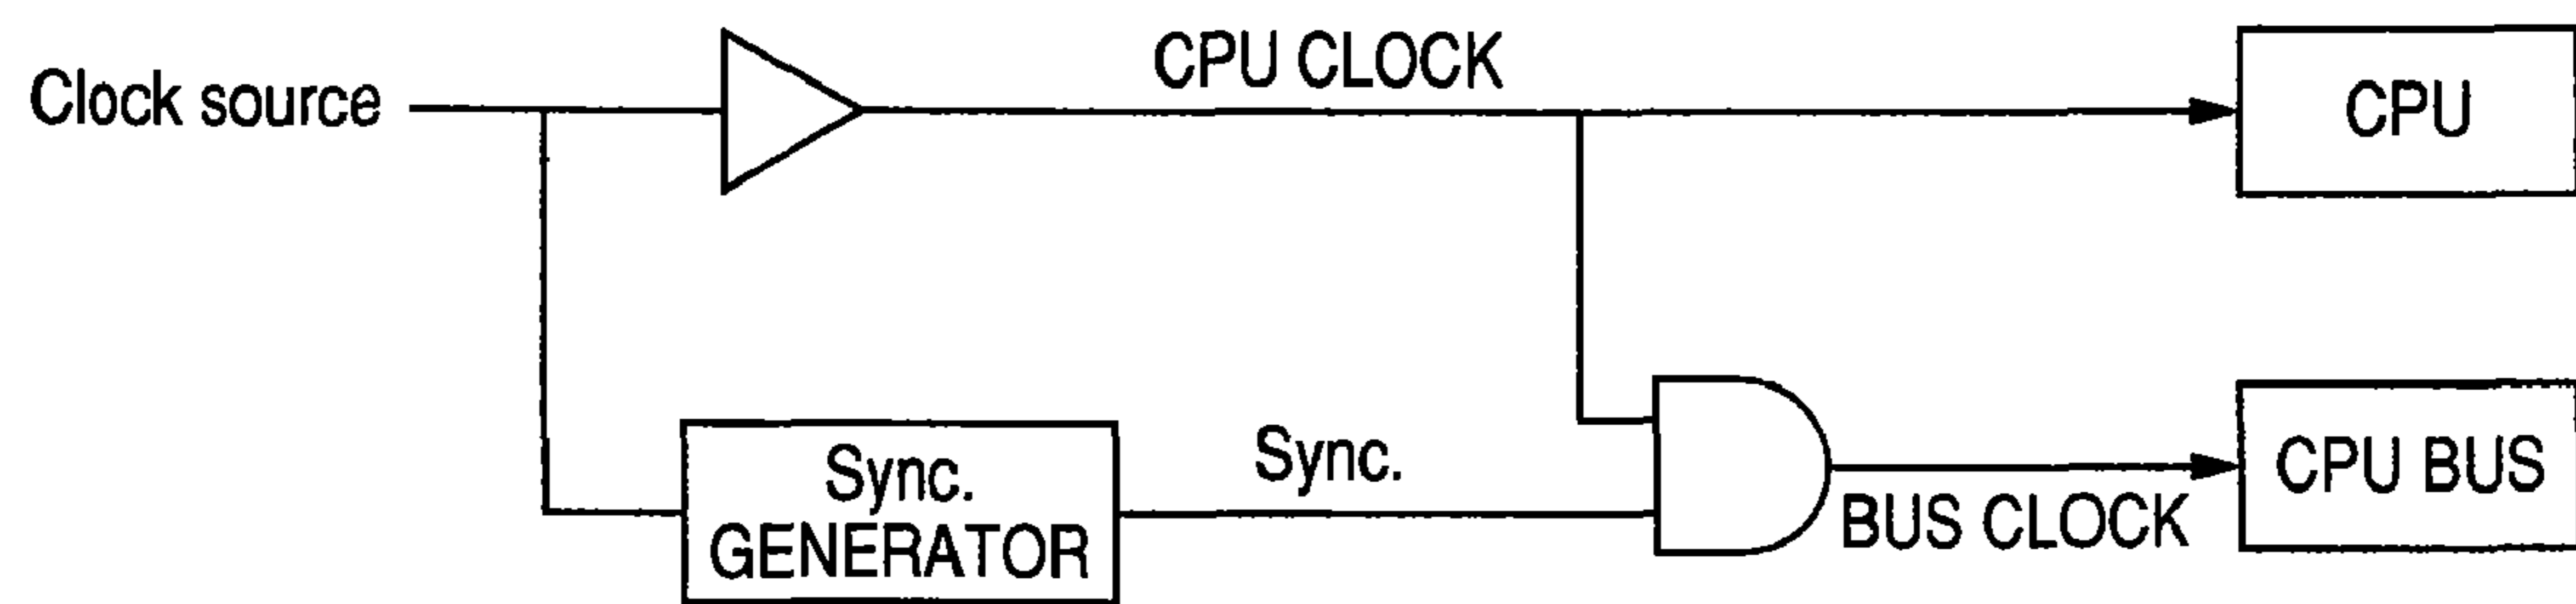 Clock source
CPU CLOCK
CPU
Sync.
GENERATOR
Sync.
BUS CLOCK
CPU BUS